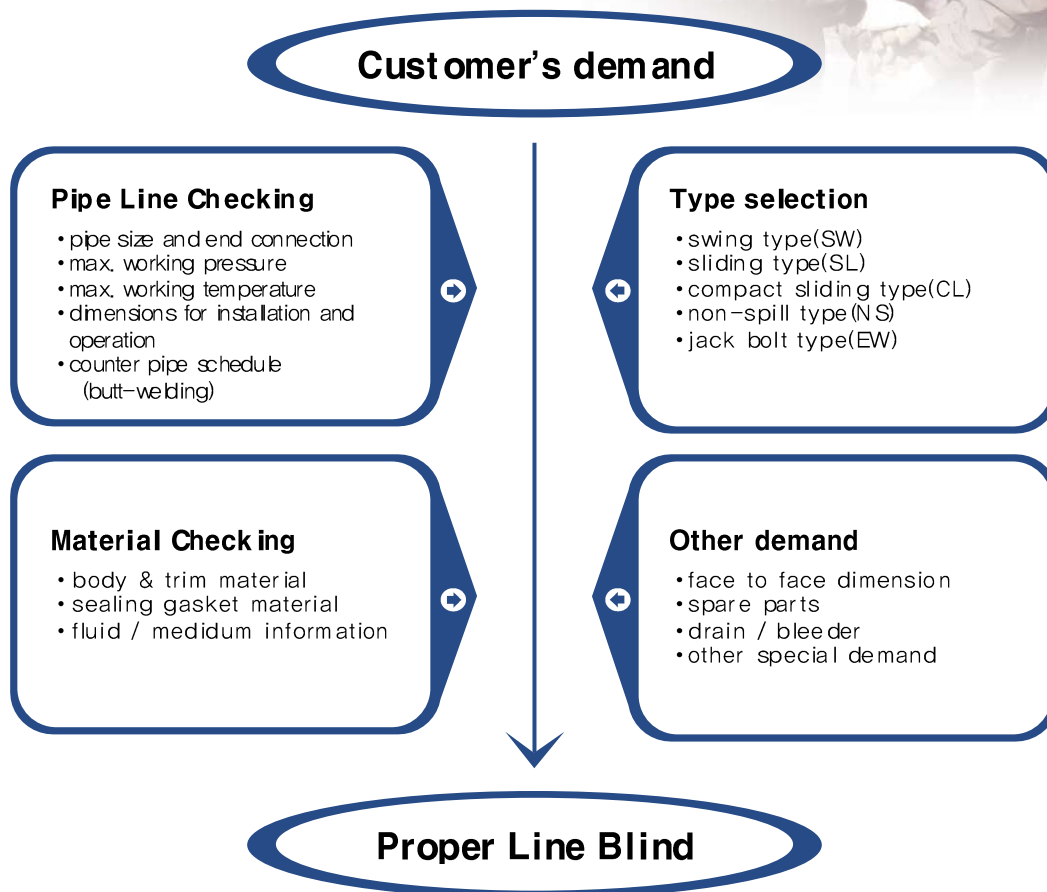 Customer's demand
Pipe Line Checking
• pipe size and end connection
• max. working pressure
• max. working temperature
• dimensions for installation and
operation
• counter pipe schedule
(butt-welding)
Type selection
• swing type(SW)
• sliding type(SL)
• compact sliding type(CL)
• non-spill type(NS)
• jack bolt type(EW)
Material Checking
• body & trim material
• sealing gasket material
• fluid / medidum information
Other demand
• face to face dimension
• spare parts
• drain / bleeder
• other special demand
Proper Line Blind